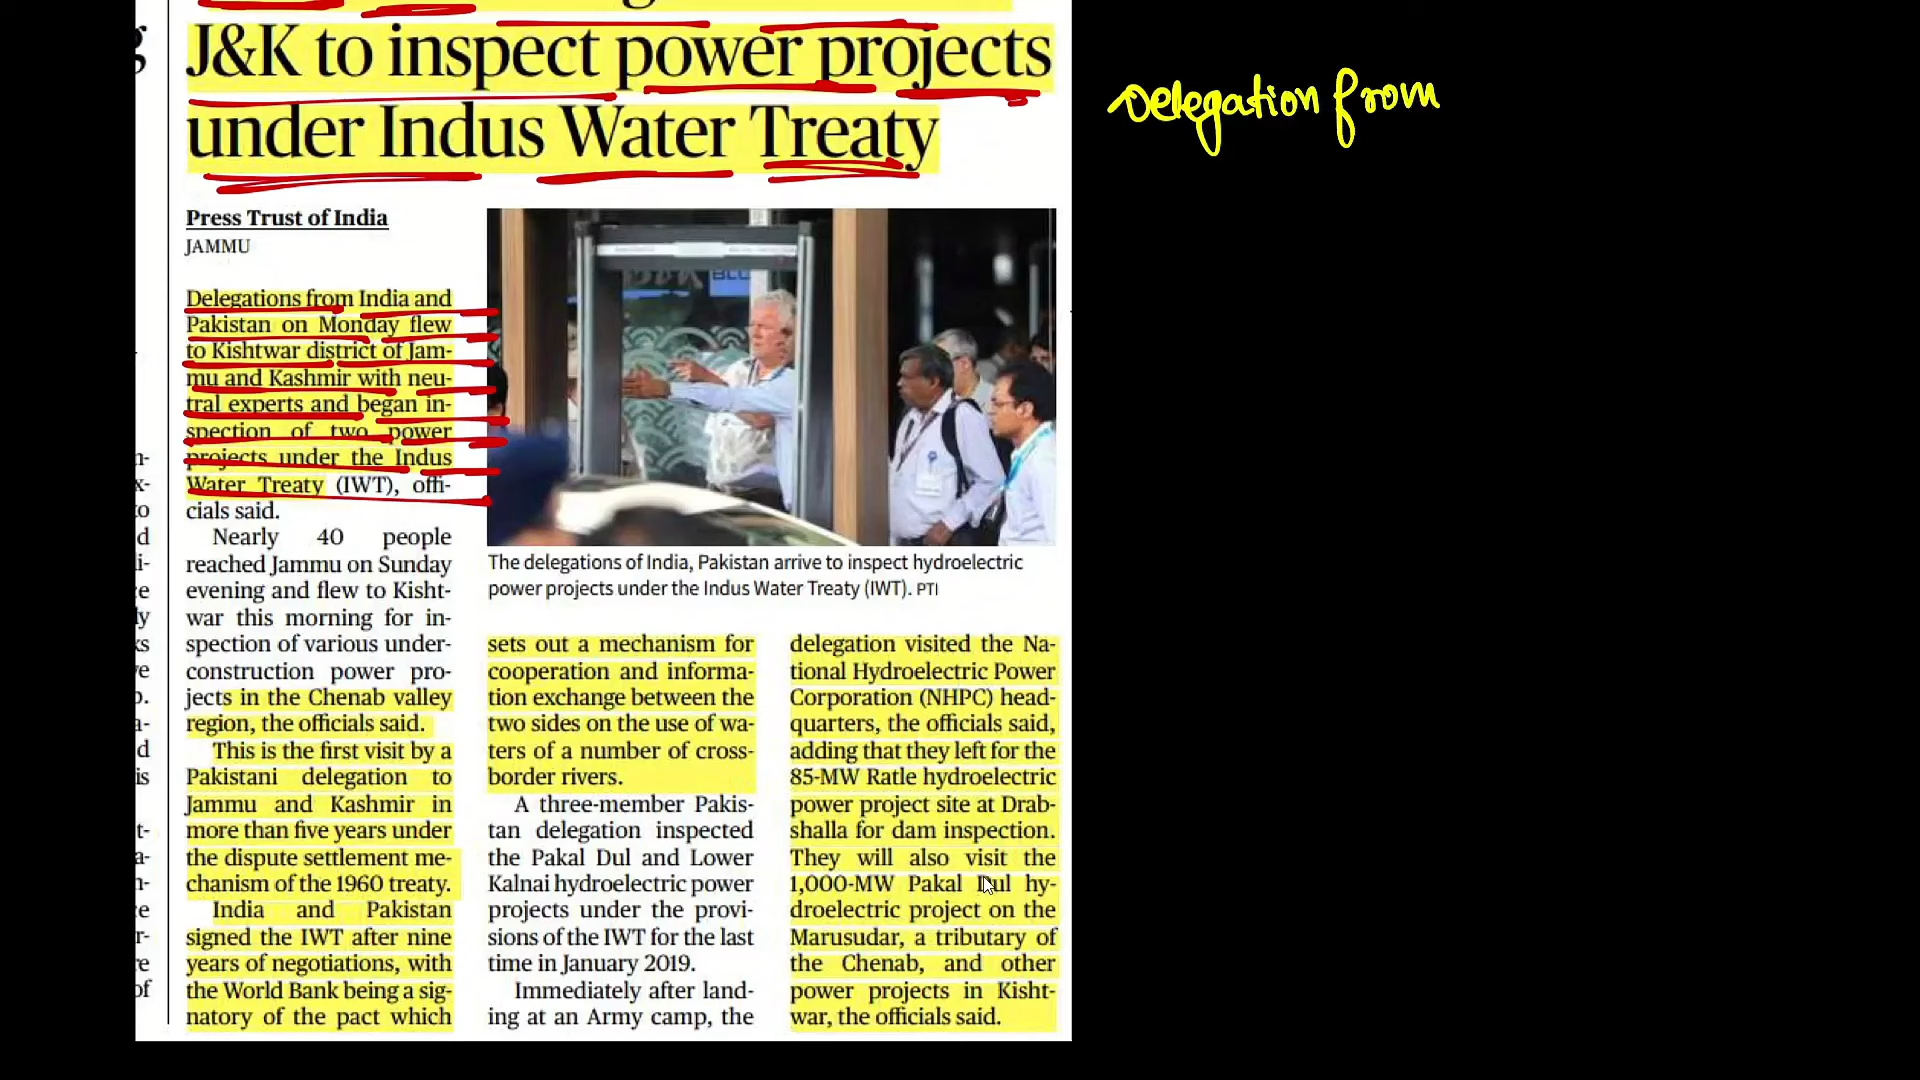 J&K to inspect power projects
under Indus Water Treaty
Delegation from
Press Trust of India
JAMMU
Delegations from India and
Pakistan on Monday flew
to Kishtwar district of Jam-
mu and Kashmir with neu-
tral experts and began in-
spection of two power
projects under the Indus
Water Treaty (IWT), offi-
cials said.
Nearly 40 people
reached Jammu on Sunday
evening and flew to Kisht-
war this morning for in-
spection of various under-
construction power pro-
jects in the Chenab valley
region, the officials said.
This is the first visit by a
Pakistani delegation to
Jammu and Kashmir in
more than five years under
the dispute settlement me-
chanism of the 1960 treaty.
India and Pakistan
signed the IWT after nine
years of negotiations, with
the World Bank being a sig-
natory of the pact which
The delegations of India, Pakistan arrive to inspect hydroelectric
power projects under the Indus Water Treaty (IWT). PTI
sets out a mechanism for
cooperation and informa-
tion exchange between the
two sides on the use of wa-
ters of a number of cross-
border rivers.
A three-member Pakis-
tan delegation inspected
the Pakal Dul and Lower
Kalnai hydroelectric power
projects under the provi-
sions of the IWT for the last
time in January 2019.
Immediately after land-
ing at an Army camp, the
delegation visited the Na-
tional Hydroelectric Power
Corporation (NHPC) head-
quarters, the officials said,
adding that they left for the
85-MW Ratle hydroelectric
power project site at Drab-
shalla for dam inspection.
They will also visit the
1,000-MW Pakal Dul hy-
droelectric project on the
Marusudar, a tributary of
the Chenab, and other
power projects in Kisht-
war, the officials said.